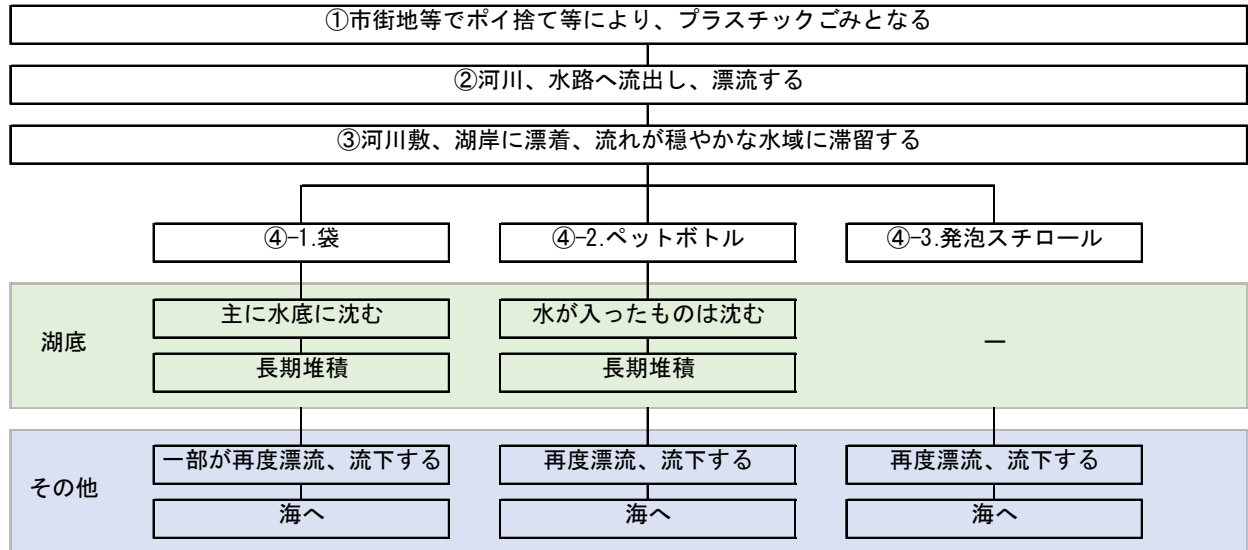 ①市街地等でポイ捨て等により、プラスチックごみとなる
②河川、水路へ流出し、漂流する
③河川敷、湖岸に漂着、流れが穏やかな水域に滞留する
④-1.袋
④-2.ペットボトル
④-3.発泡スチロール
湖底
主に水底に沈む
水が入ったものは沈む
―
長期堆積
長期堆積
その他
一部が再度漂流、流下する
再度漂流、流下する
再度漂流、流下する
海へ
海へ
海へ